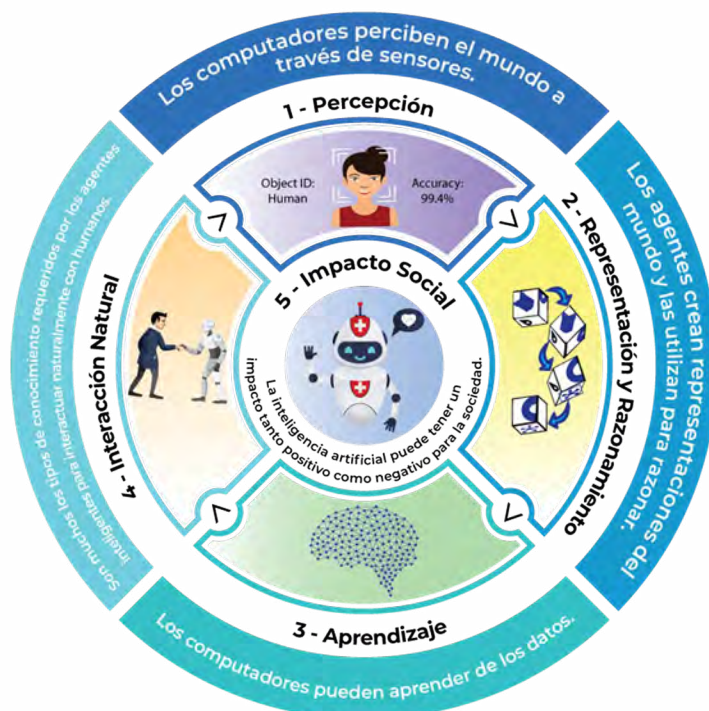 Los computadores perciben el mundo a
través de sensores.
1 - Percepción
Object ID:
Human
Accuracy:
99.4%
Los agentes crean representaciones del
mundo y las utilizan para razonar.
2 - Representación y Razonamiento
3 - Aprendizaje
Los computadores pueden aprender de los datos.
Son muchos los tipos de conocimiento requeridos por los agentes
inteligentes para interactuar naturalmente con humanos.
4 - Interacción Natural
5 - Impacto Social
La inteligencia artificial puede tener un
impacto tanto positivo como negativo para la sociedad.